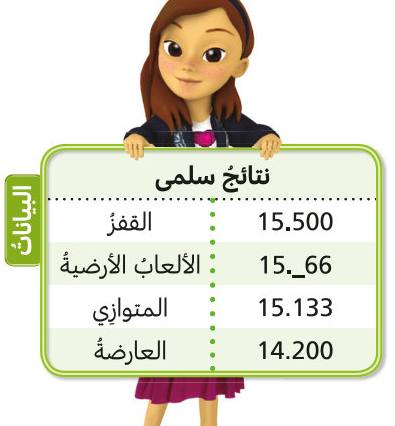 البياناتُ
نتائجُ سلمى
القفزُ 15.500
الألعابُ الأرضيةُ 15._66
المتوازِي 15.133
العارضةُ 14.200